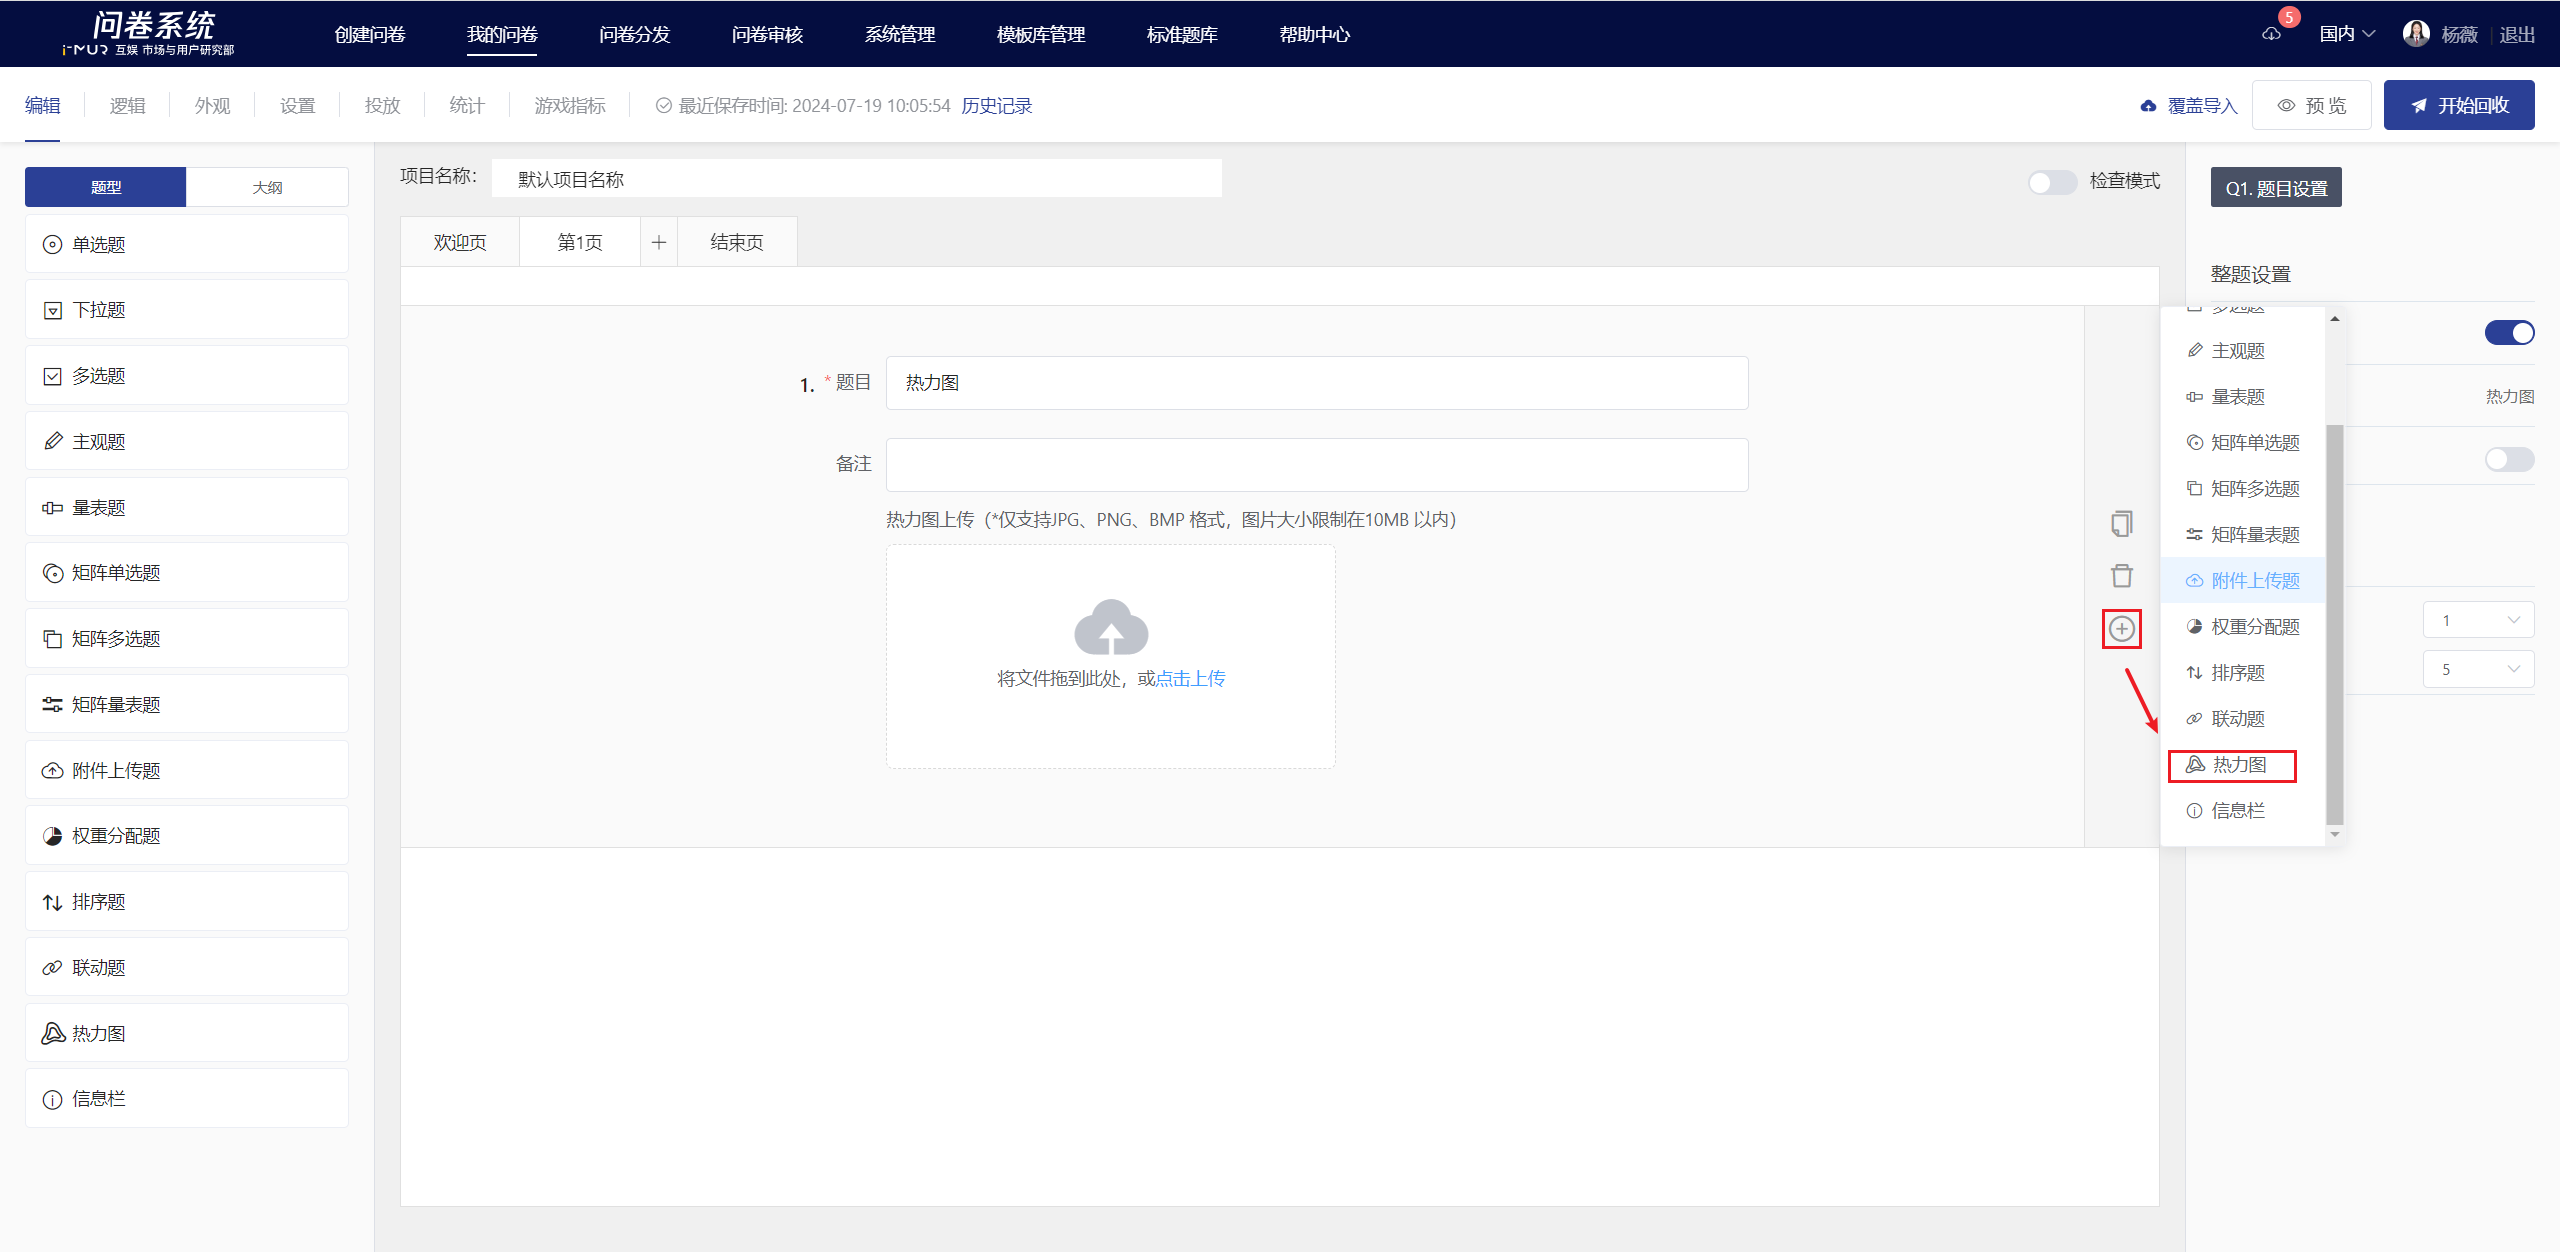 问卷系统
i-MUR 互娱 市场与用户研究部
创建问卷
我的问卷
问卷分发
问卷审核
系统管理
模板库管理
标准题库
帮助中心
5
国内
杨薇
退出
编辑
逻辑
外观
设置
投放
统计
游戏指标
最近保存时间: 2024-07-19 10:05:54
历史记录
覆盖导入
预 览
开始回收
题型
大纲
单选题
下拉题
多选题
主观题
量表题
矩阵单选题
矩阵多选题
矩阵量表题
附件上传题
权重分配题
排序题
联动题
热力图
信息栏
项目名称:
默认项目名称
检查模式
欢迎页
第1页
结束页
1. * 题目
热力图
备注
热力图上传（*仅支持JPG、PNG、BMP 格式，图片大小限制在10MB 以内）
将文件拖到此处，或点击上传
Q1. 题目设置
整题设置
多选题
主观题
量表题
矩阵单选题
矩阵多选题
矩阵量表题
附件上传题
权重分配题
排序题
联动题
热力图
信息栏
热力图
1
5